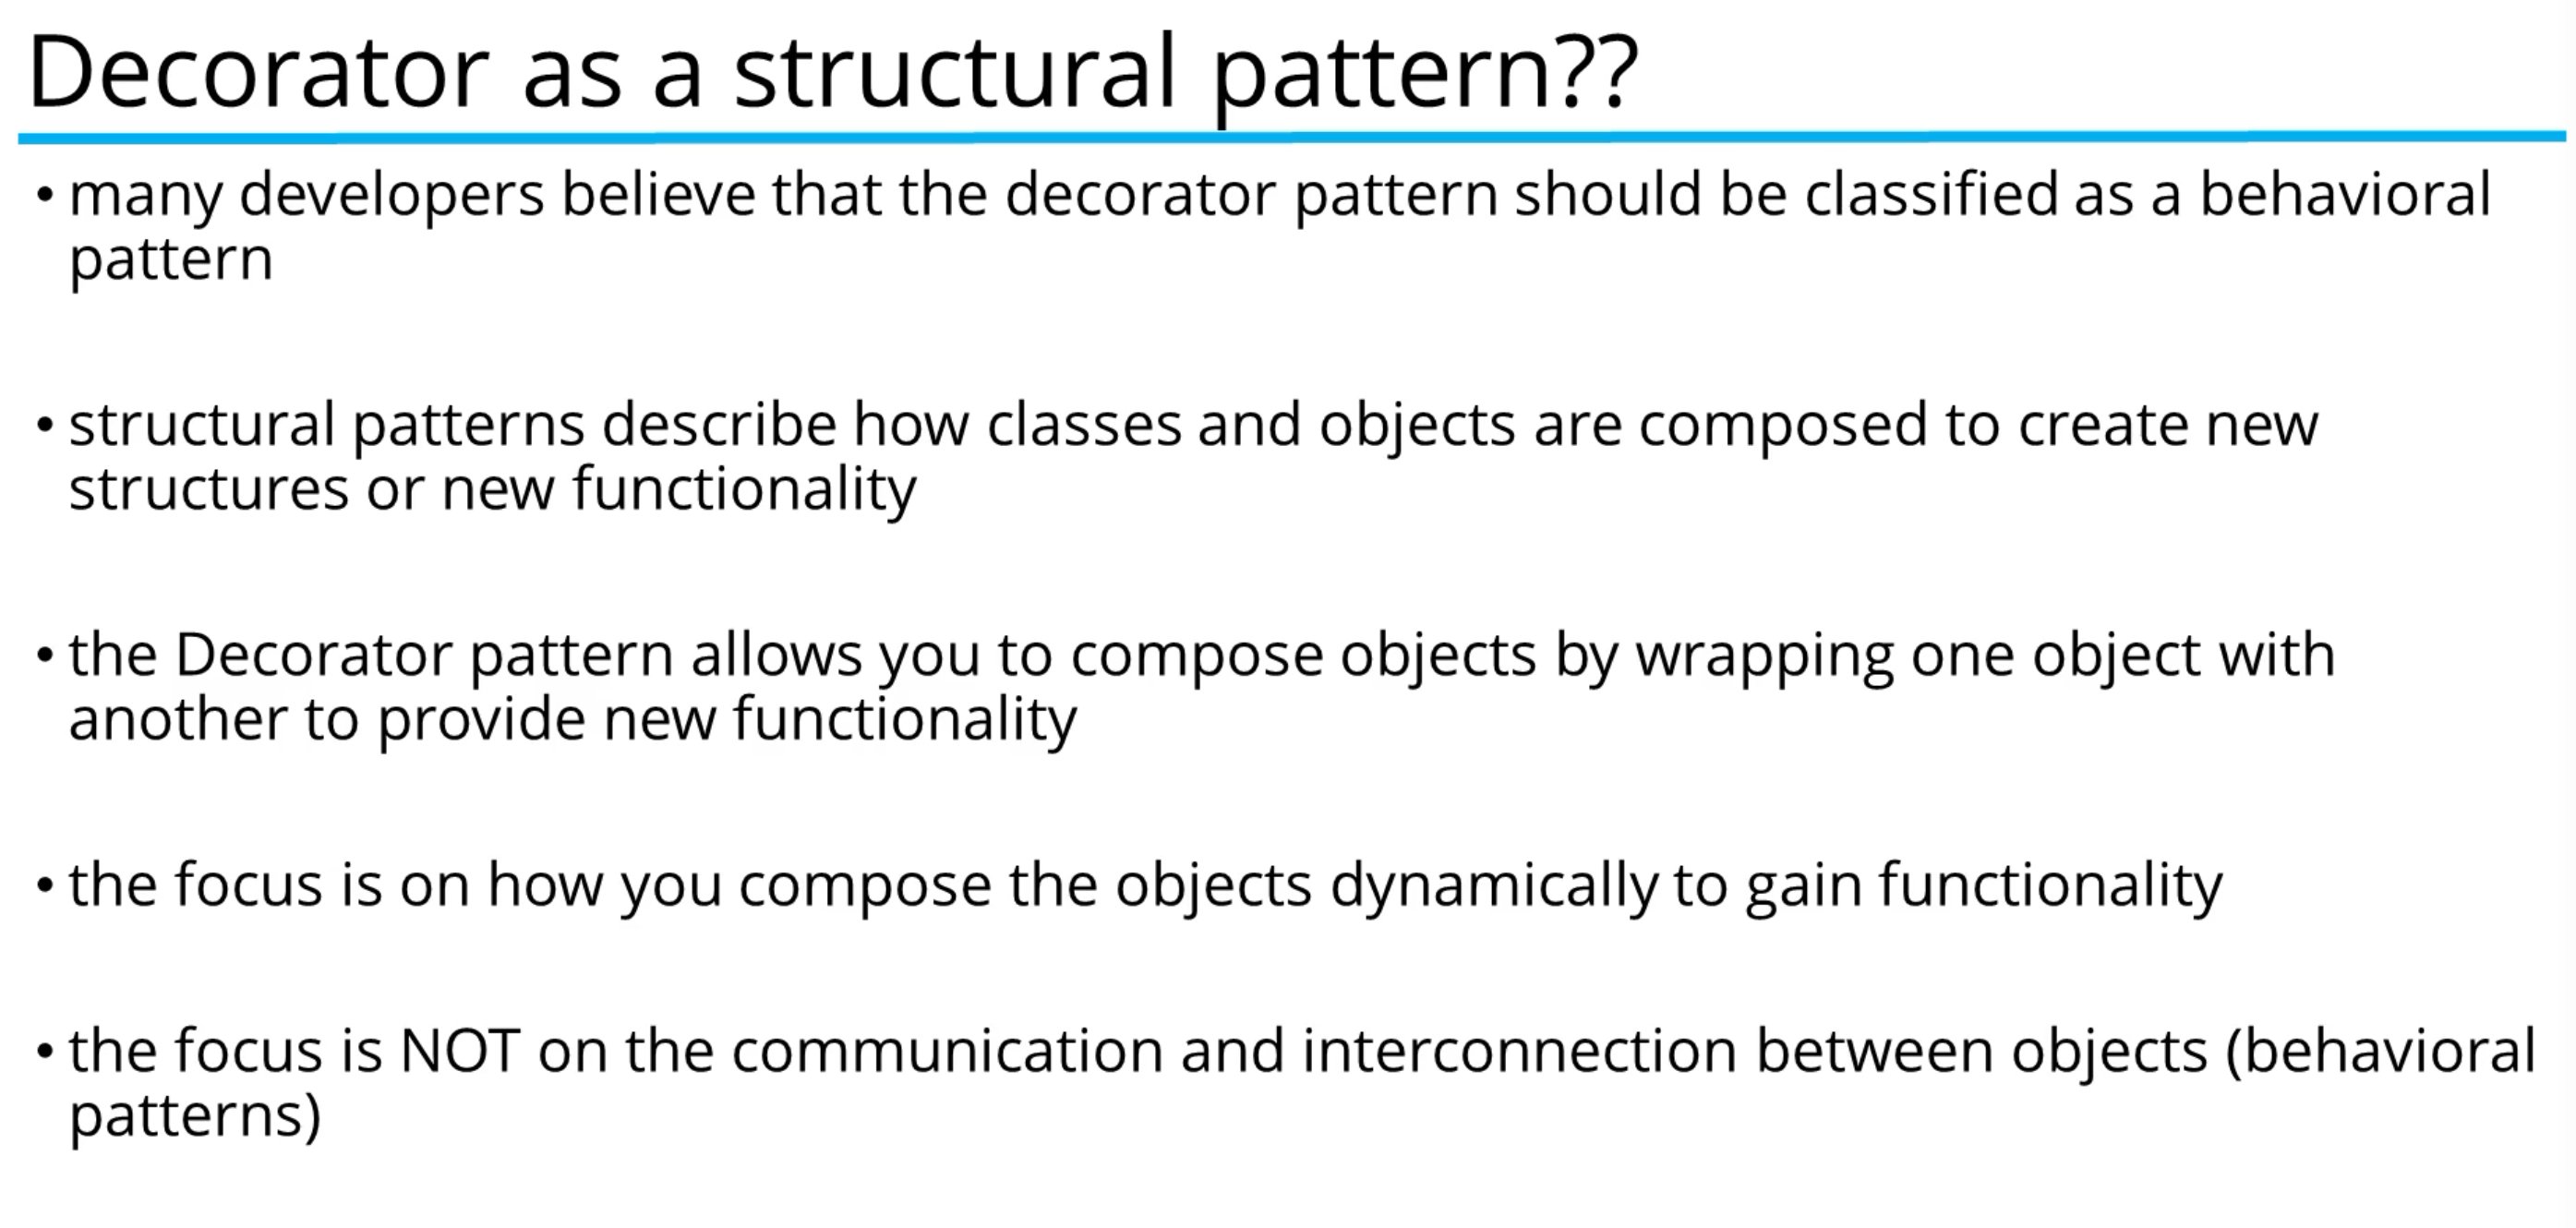 Decorator as a structural pattern??
• many developers believe that the decorator pattern should be classified as a behavioral
pattern
• structural patterns describe how classes and objects are composed to create new
structures or new functionality
• the Decorator pattern allows you to compose objects by wrapping one object with
another to provide new functionality
• the focus is on how you compose the objects dynamically to gain functionality
• the focus is NOT on the communication and interconnection between objects (behavioral
patterns)